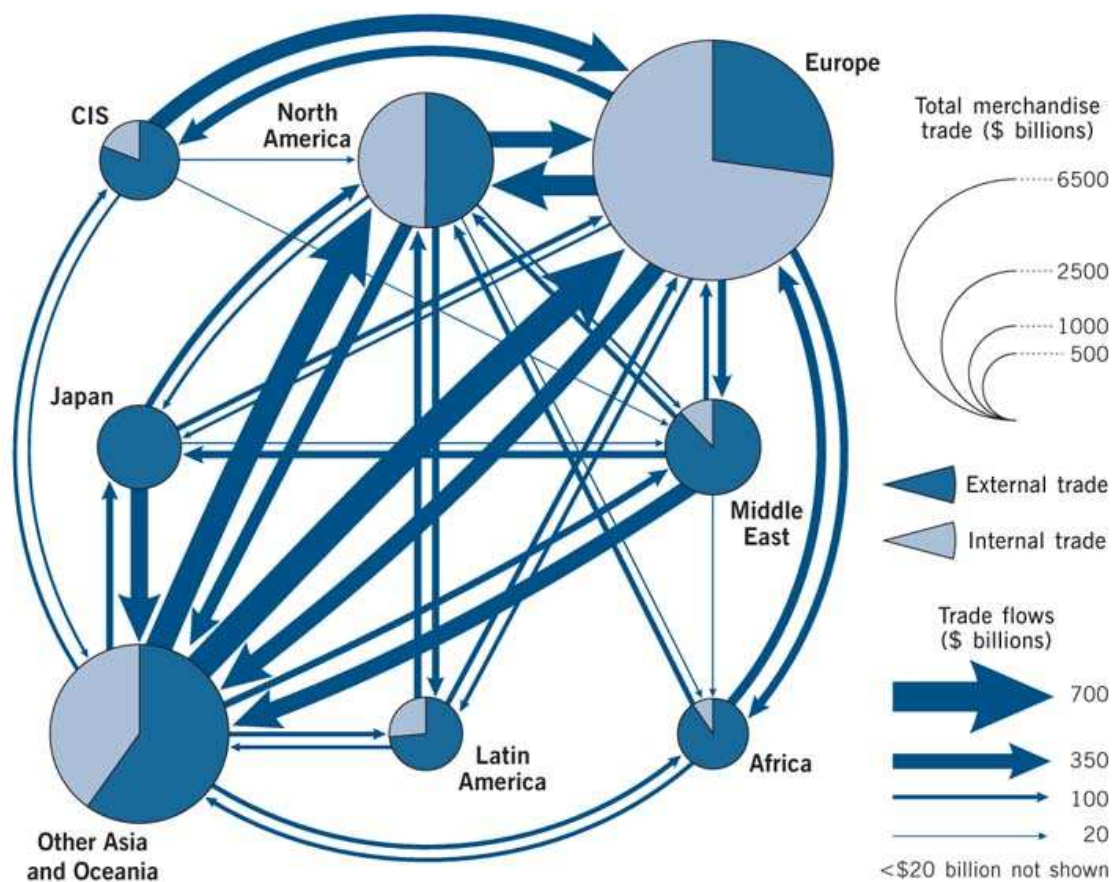 Europe
CIS
North
America
Japan
Middle
East
Latin
America
Africa
Other Asia
and Oceania
Total merchandise
trade ($ billions)
6500
2500
1000
500
External trade
Internal trade
Trade flows
($ billions)
700
350
100
20
<$20 billion not shown